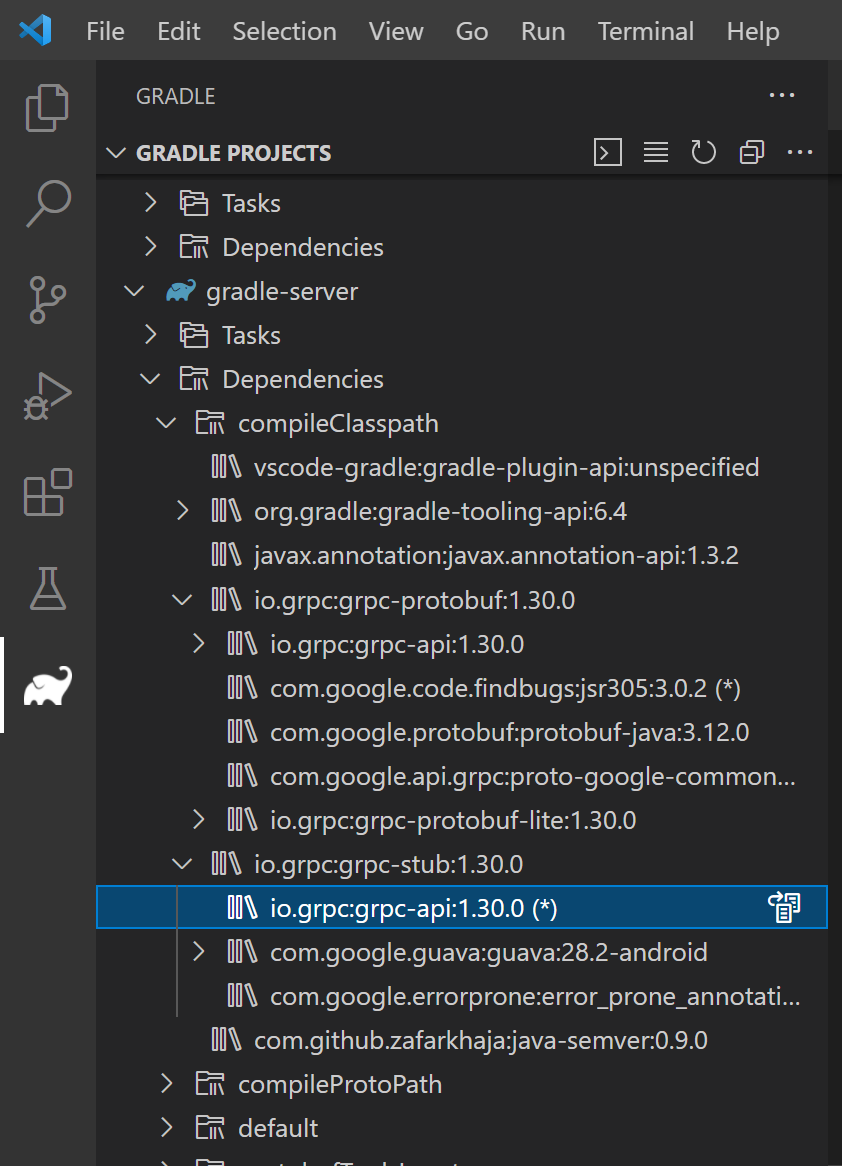 File Edit Selection View Go Run Terminal Help
GRADLE
GRADLE PROJECTS
Tasks
Dependencies
gradle-server
Tasks
Dependencies
compileClasspath
vscode-gradle:gradle-plugin-api:unspecified
org.gradle:gradle-tooling-api:6.4
javax.annotation:javax.annotation-api:1.3.2
io.grpc:grpc-protobuf:1.30.0
io.grpc:grpc-api:1.30.0
com.google.code.findbugs:jsr305:3.0.2 (*)
com.google.protobuf:protobuf-java:3.12.0
com.google.api.grpc:proto-google-common...
io.grpc:grpc-protobuf-lite:1.30.0
io.grpc:grpc-stub:1.30.0
io.grpc:grpc-api:1.30.0 (*)
com.google.guava:guava:28.2-android
com.google.errorprone:error_prone_annotati...
com.github.zafarkhaja:java-semver:0.9.0
compileProtoPath
default